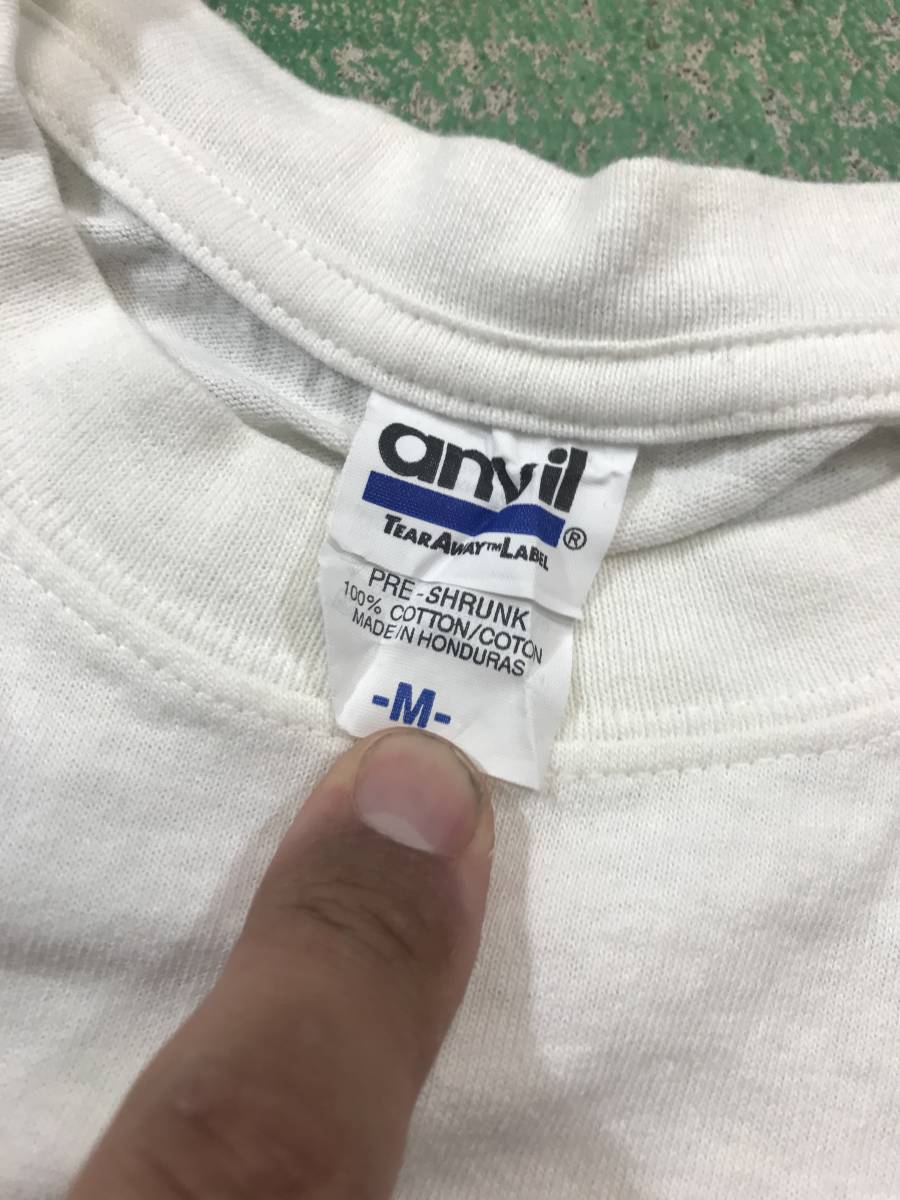 anvil
®
TEARAWAY™LABEL
PRE-SHRUNK
100% COTTON/COTON
MADE/IN HONDURAS
-M-